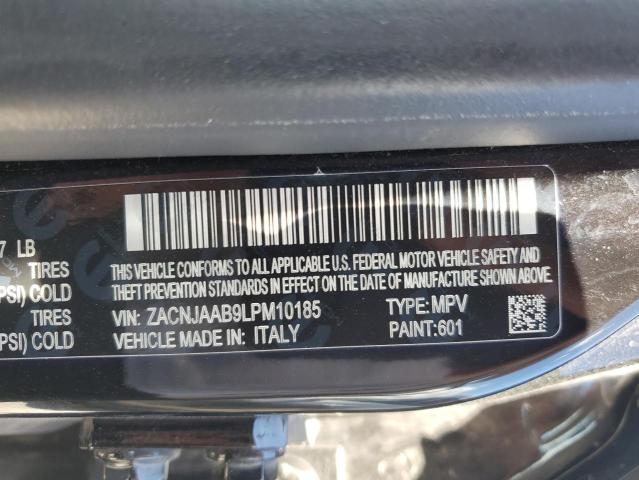 7 LB
TIRES
PSI) COLD
TIRES
PSI) COLD
THIS VEHICLE CONFORMS TO ALL APPLICABLE U.S. FEDERAL MOTOR VEHICLE SAFETY AND
THEFT PREVENTION STANDARDS IN EFFECT ON THE DATE OF MANUFACTURE SHOWN ABOVE.
VIN: ZACNJAAB9LPM10185 TYPE: MPV
VEHICLE MADE IN: ITALY PAINT: 601